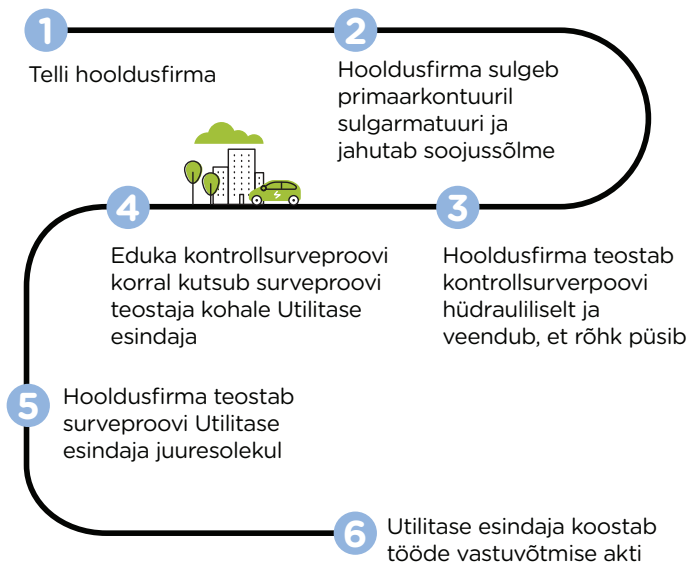 1
Telli hooldusfirma
2
Hooldusfirma sulgeb
primaarkontuuril
sulgarmatuuri ja
jahutab soojussõlme
3
Hooldusfirma teostab
kontrollsurverpoovi
hüdrauliliselt ja
veendub, et rõhk püsib
4
Eduka kontrollsurveproovi
korral kutsub surveproovi
teostaja kohale Utilitase
esindaja
5
Hooldusfirma teostab
surveproovi Utilitase
esindaja juuresolekul
6
Utilitase esindaja koostab
tööde vastuvõtmise akti